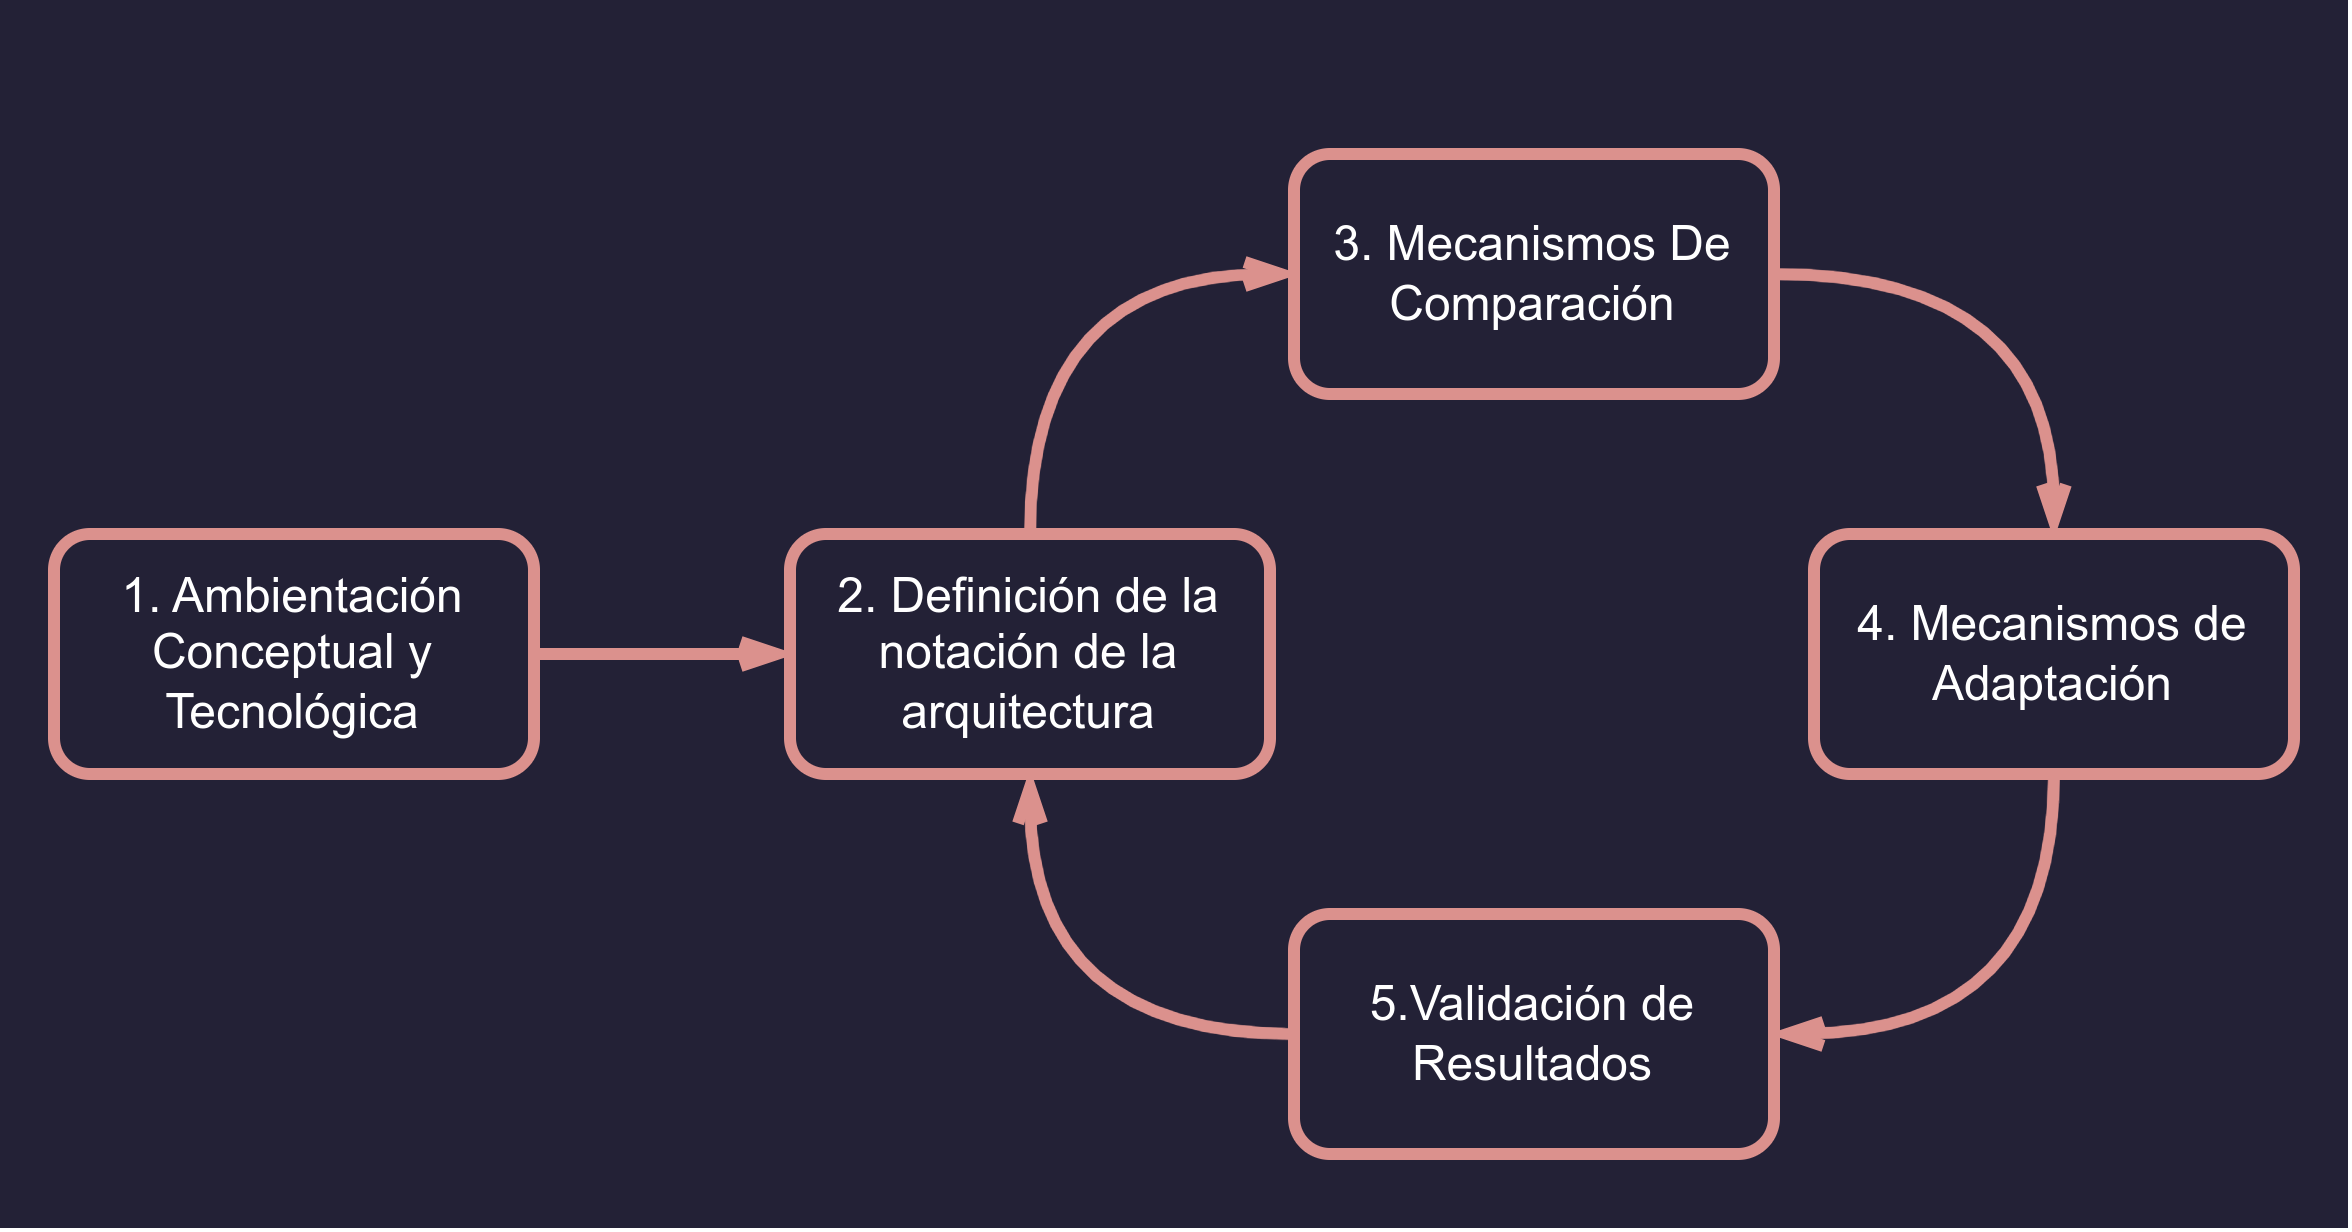 1. Ambientación
Conceptual y
Tecnológica
2. Definición de la
notación de la
arquitectura
3. Mecanismos De
Comparación
4. Mecanismos de
Adaptación
5.Validación de
Resultados